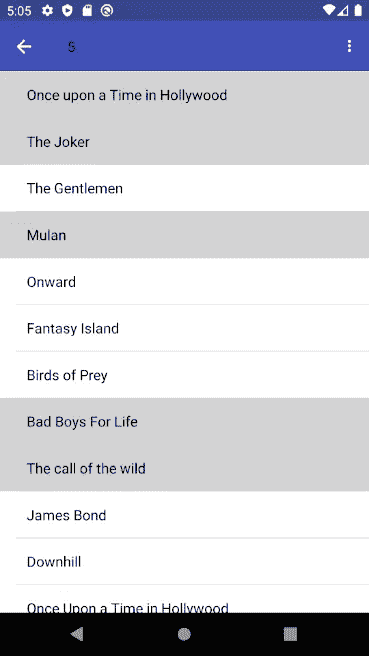 5:05
5
Once upon a Time in Hollywood
The Joker
The Gentlemen
Mulan
Onward
Fantasy Island
Birds of Prey
Bad Boys For Life
The call of the wild
James Bond
Downhill
Once Upon a Time in Hollywood